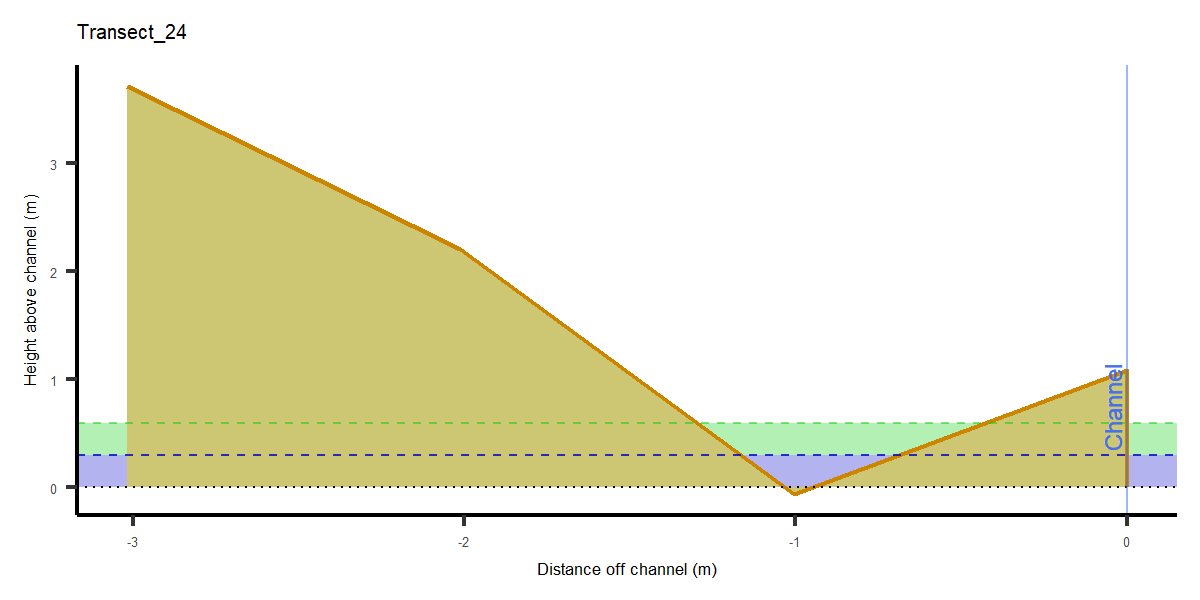 Transect_24
Height above channel (m)
3
2
1
0
Channel
-3
-2
-1
0
Distance off channel (m)